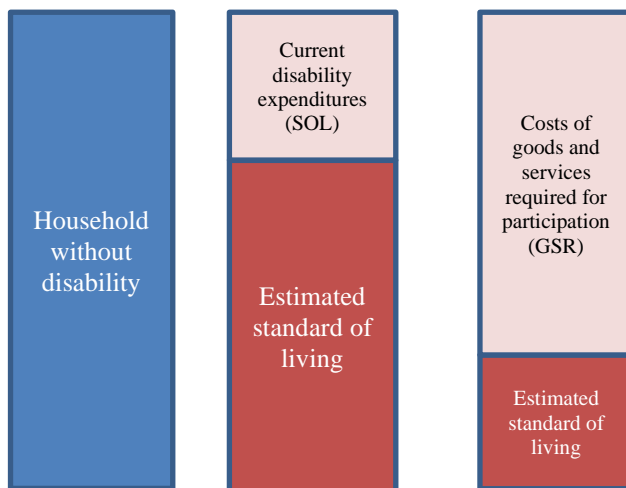 Household
without
disability
Current
disability
expenditures
(SOL)
Estimated
standard of
living
Costs of
goods and
services
required for
participation
(GSR)
Estimated
standard of
living